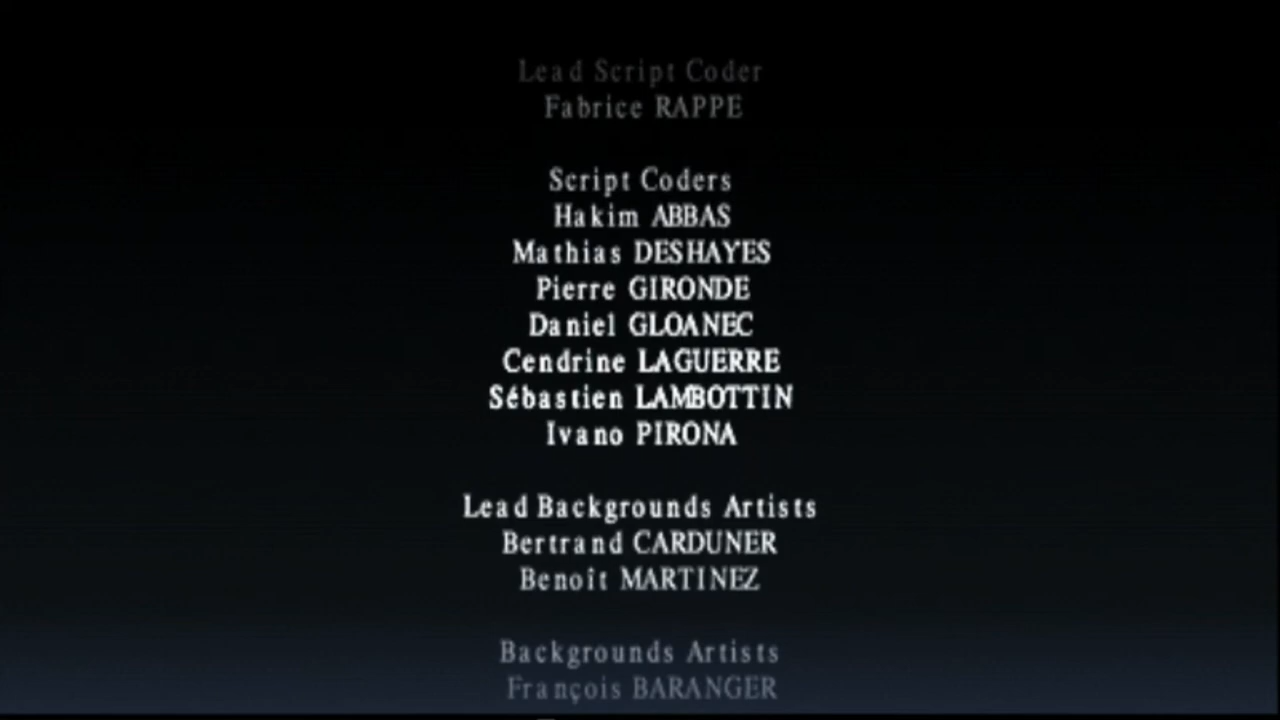 Lead Script Coder
Fabrice RAPPE
Script Coders
Hakim ABBAS
Mathias DESHAYES
Pierre GIRONDE
Daniel GLOANEC
Cendrine LAGUERRE
Sébastien LAMBOTTIN
Ivano PIRONA
Lead Backgrounds Artists
Bertrand CARDUNER
Benoît MARTINEZ
Backgrounds Artists
François BARANGER